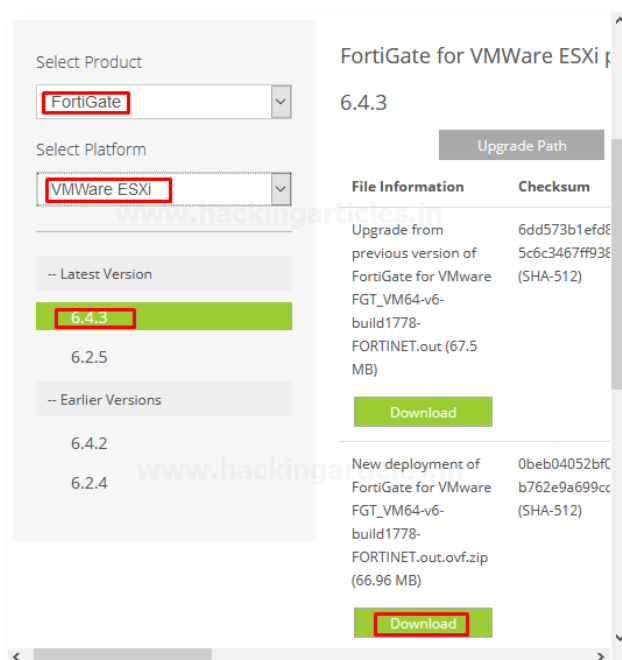 Select Product
FortiGate
Select Platform
VMWare ESXi
-- Latest Version
6.4.3
6.2.5
-- Earlier Versions
6.4.2
6.2.4
FortiGate for VMWare ESXi
6.4.3
Upgrade Path
File Information Checksum
Upgrade from 6dd573b1efd8
previous version of 5c6c3467ff938
FortiGate for VMware (SHA-512)
FGT_VM64-v6-
build1778-
FORTINET.out (67.5
MB)
Download
New deployment of 0beb04052bf0
FortiGate for VMware b762e9a699cc
FGT_VM64-v6- (SHA-512)
build1778-
FORTINET.out.ovf.zip
(66.96 MB)
Download
www.hackingarticles.in
www.hackingarticles.in